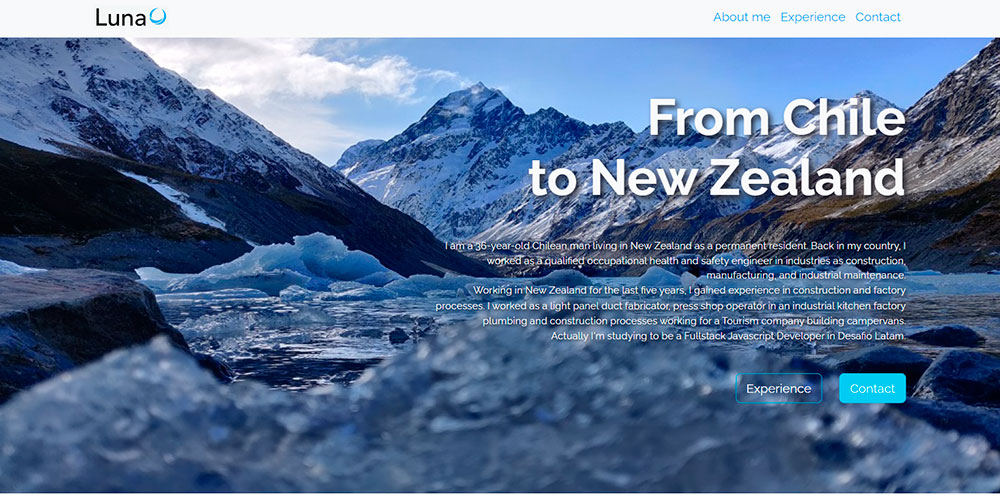 Luna
About me Experience Contact
From Chile
to New Zealand
I am a 36-year-old Chilean man living in New Zealand as a permanent resident. Back in my country, I
worked as a qualified occupational health and safety engineer in industries as construction,
manufacturing, and industrial maintenance.
Working in New Zealand for the last five years, I gained experience in construction and factory
processes. I worked as a light panel duct fabricator, press shop operator in an industrial kitchen factory
plumbing and construction processes working for a Tourism company building campervans.
Actually I'm studying to be a Fullstack Javascript Developer in Desafio Latam.
Experience Contact